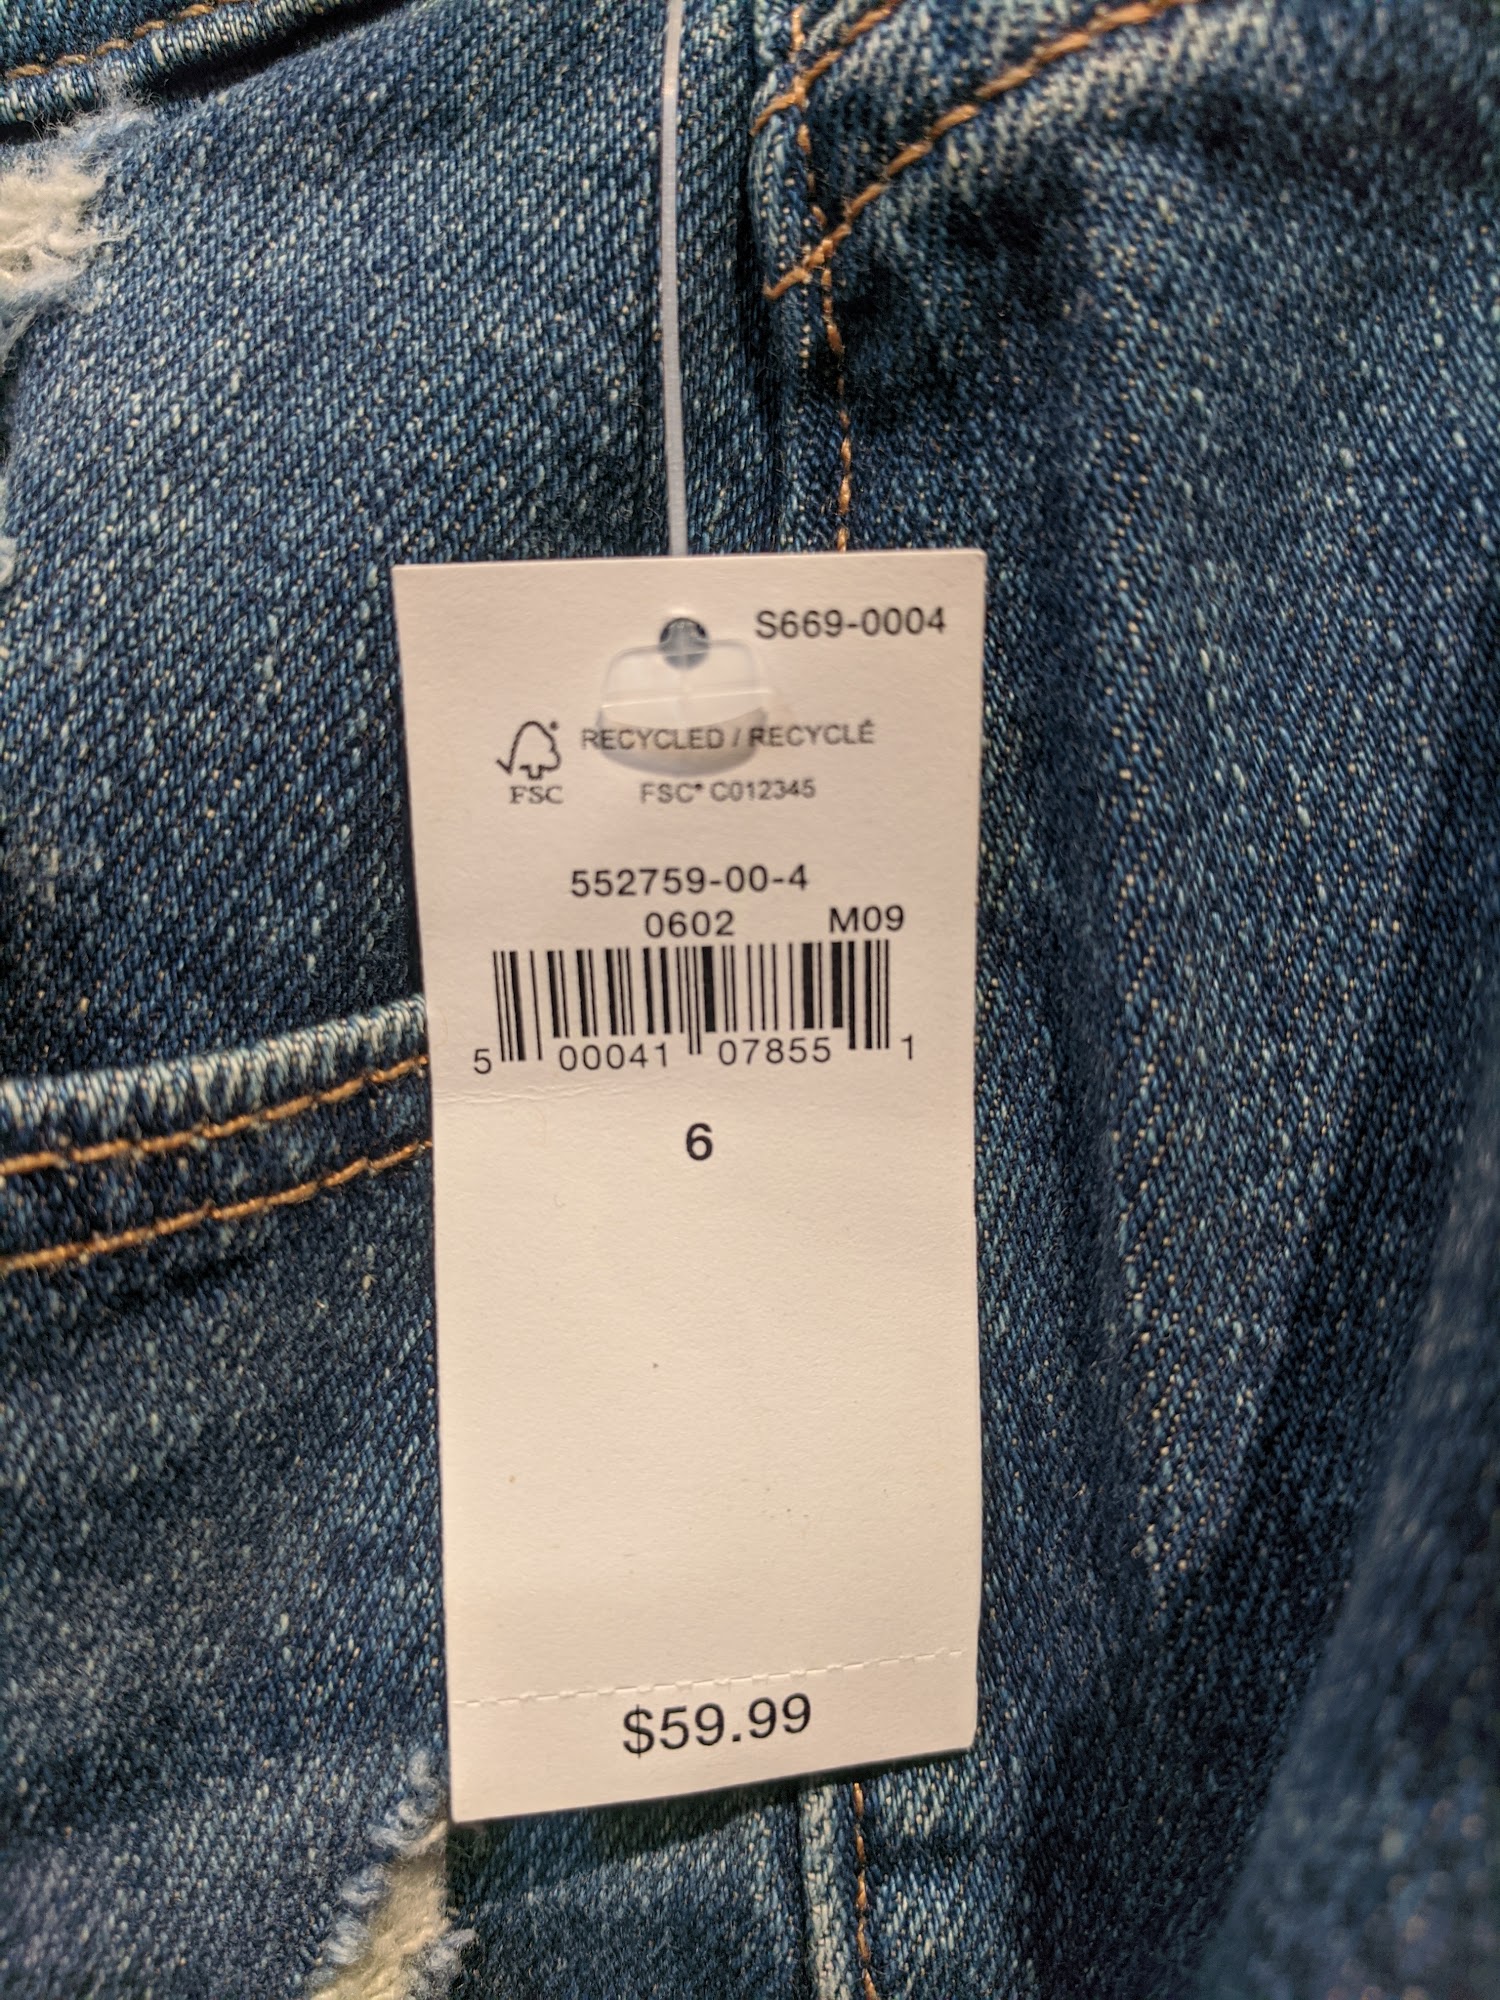 S669-0004
RECYCLED / RECYCLÉ
FSC
FSC® C012345
552759-00-4
0602 M09
5 00041 07855 1
6
$59.99